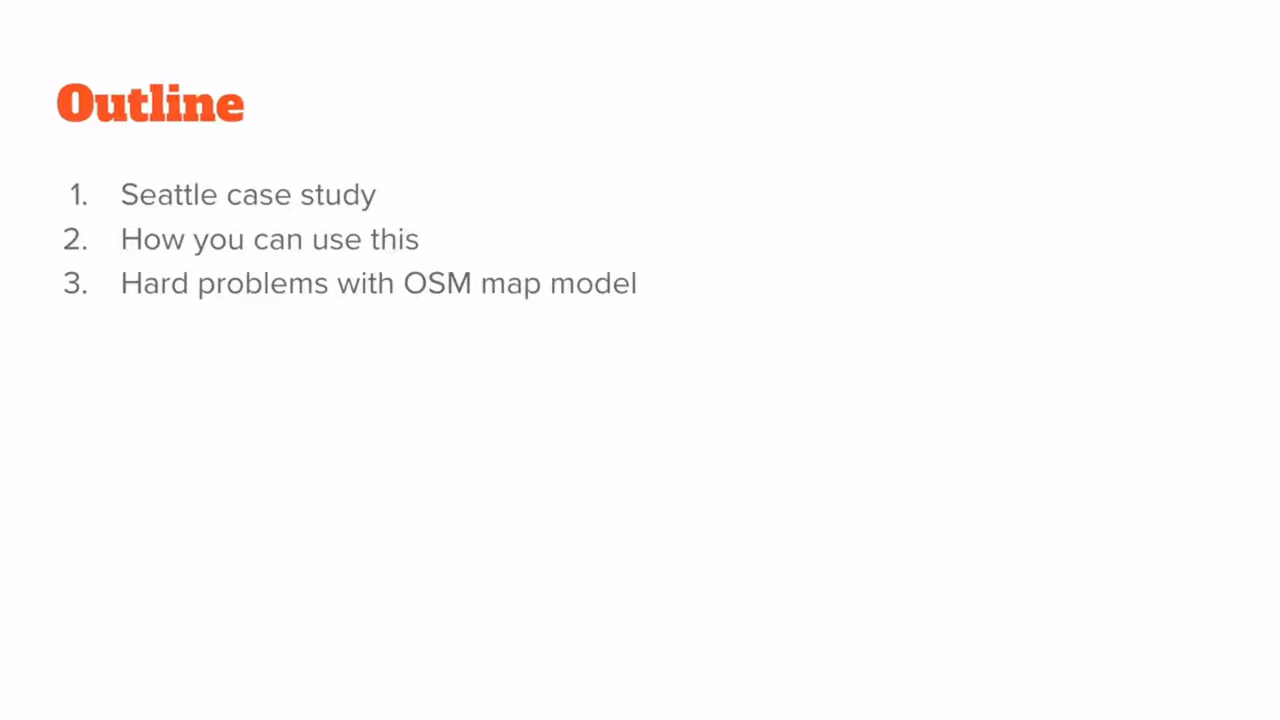 Outline
1. Seattle case study
2. How you can use this
3. Hard problems with OSM map model